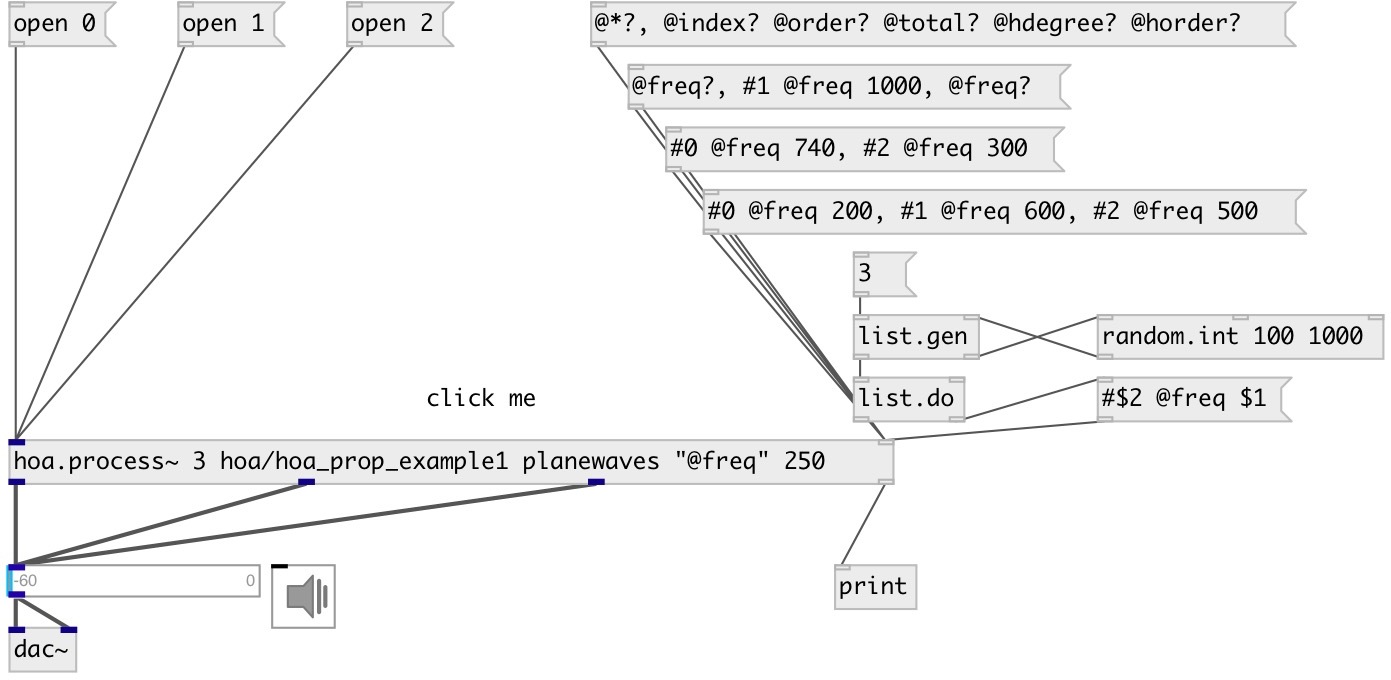 open 0
open 1
open 2
@*?, @index? @order? @total? @hdegree? @horder?
@freq?, #1 @freq 1000, @freq?
#0 @freq 740, #2 @freq 300
#0 @freq 200, #1 @freq 600, #2 @freq 500
3
list.gen
random.int 100 1000
click me
list.do
#$2 @freq $1
hoa.process~ 3 hoa/hoa_prop_example1 planewaves "@freq" 250
-60
0
print
dac~